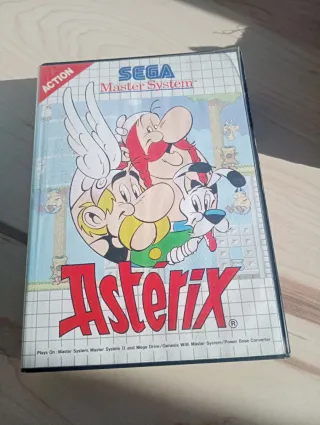 ACTION
SEGA
Master System™
Asterix®
Plays On: Master System, Master System II and Mega Drive/Genesis With Master System/Power Base Converter